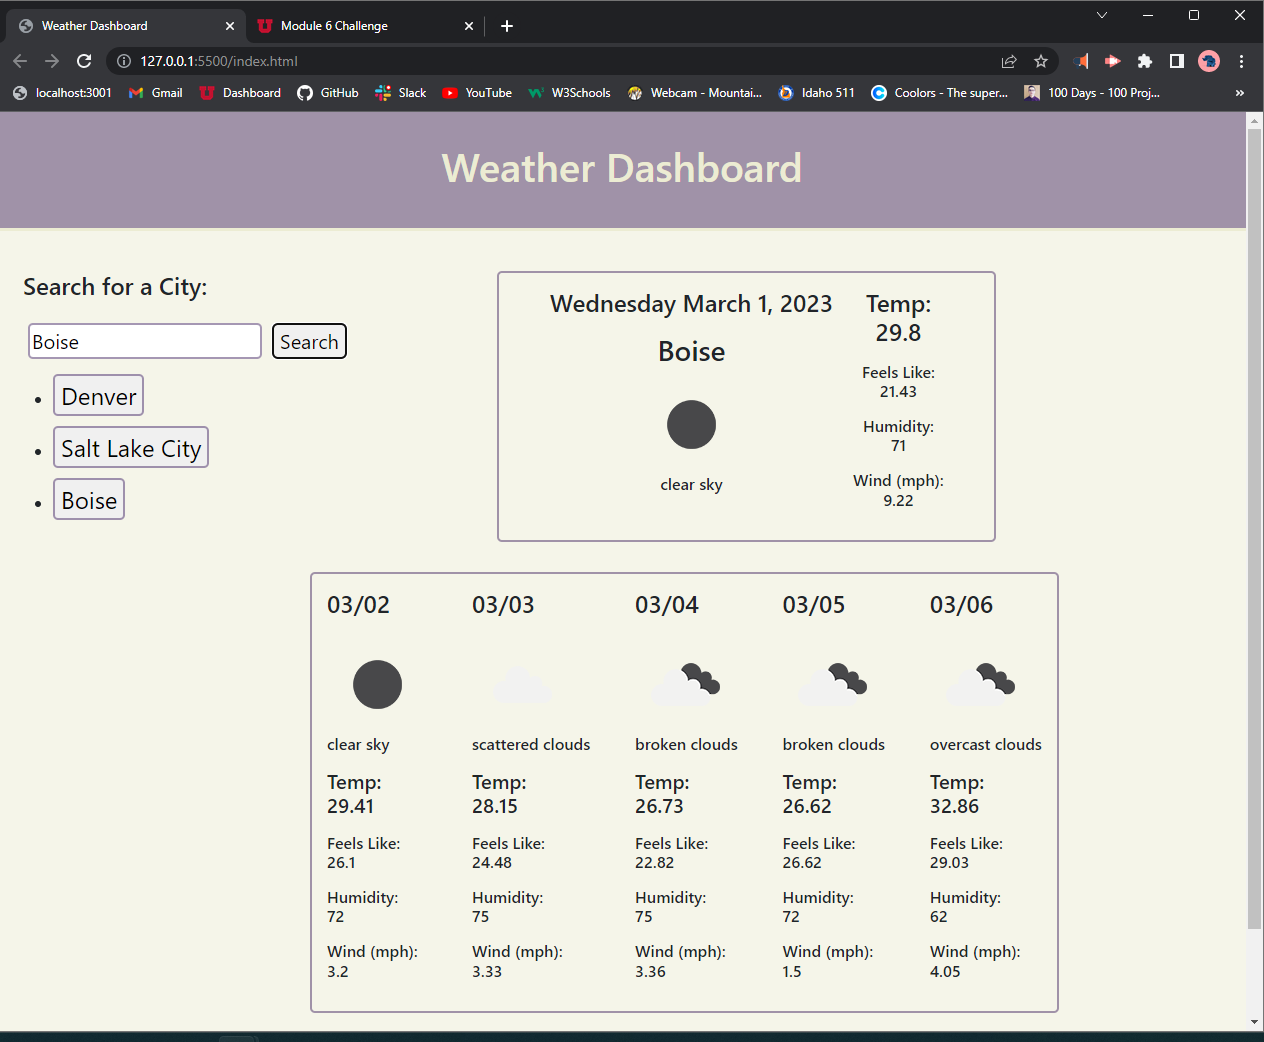 Weather Dashboard
Module 6 Challenge
127.0.0.1:5500/index.html
localhost:3001
Gmail
Dashboard
GitHub
Slack
YouTube
W3Schools
Webcam - Mountai...
Idaho 511
Coolors - The super...
100 Days - 100 Proj...
»
Weather Dashboard
Search for a City:
Boise
Search
Denver
Salt Lake City
Boise
Wednesday March 1, 2023
Boise
clear sky
Temp:
29.8
Feels Like:
21.43
Humidity:
71
Wind (mph):
9.22
03/02
clear sky
Temp:
29.41
Feels Like:
26.1
Humidity:
72
Wind (mph):
3.2
03/03
scattered clouds
Temp:
28.15
Feels Like:
24.48
Humidity:
75
Wind (mph):
3.33
03/04
broken clouds
Temp:
26.73
Feels Like:
22.82
Humidity:
75
Wind (mph):
3.36
03/05
broken clouds
Temp:
26.62
Feels Like:
26.62
Humidity:
72
Wind (mph):
1.5
03/06
overcast clouds
Temp:
32.86
Feels Like:
29.03
Humidity:
62
Wind (mph):
4.05